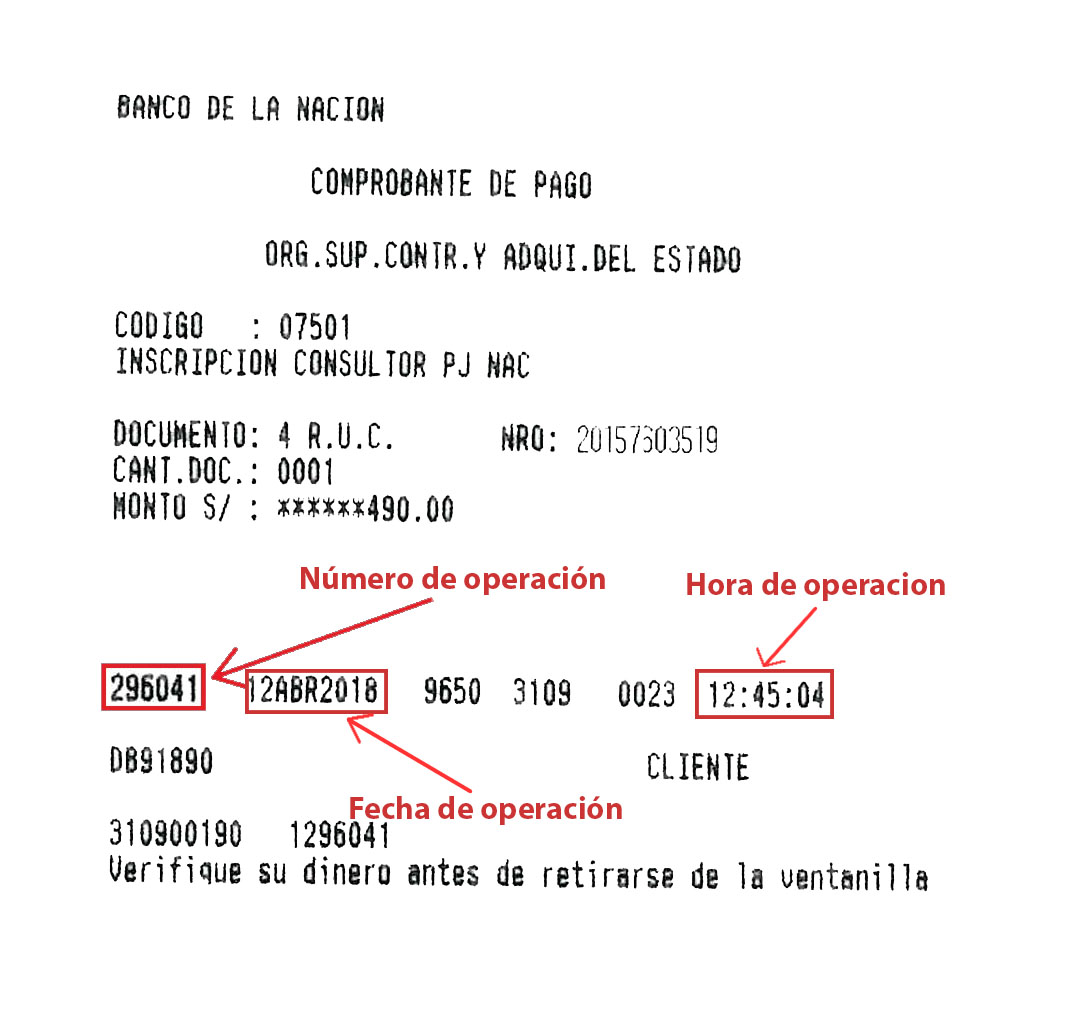 BANCO DE LA NACION
COMPROBANTE DE PAGO
ORG.SUP.CONTR.Y ADQUI.DEL ESTADO
CODIGO : 07501
INSCRIPCION CONSULTOR PJ NAC
DOCUMENTO: 4 R.U.C. NRO: 20157603519
CANT.DOC.: 0001
MONTO S/ : ******490.00
Número de operación
Hora de operacion
296041 12ABR2018 9650 3109 0023 12:45:04
DB91890 CLIENTE
Fecha de operación
310900190 1296041
Verifique su dinero antes de retirarse de la ventanilla